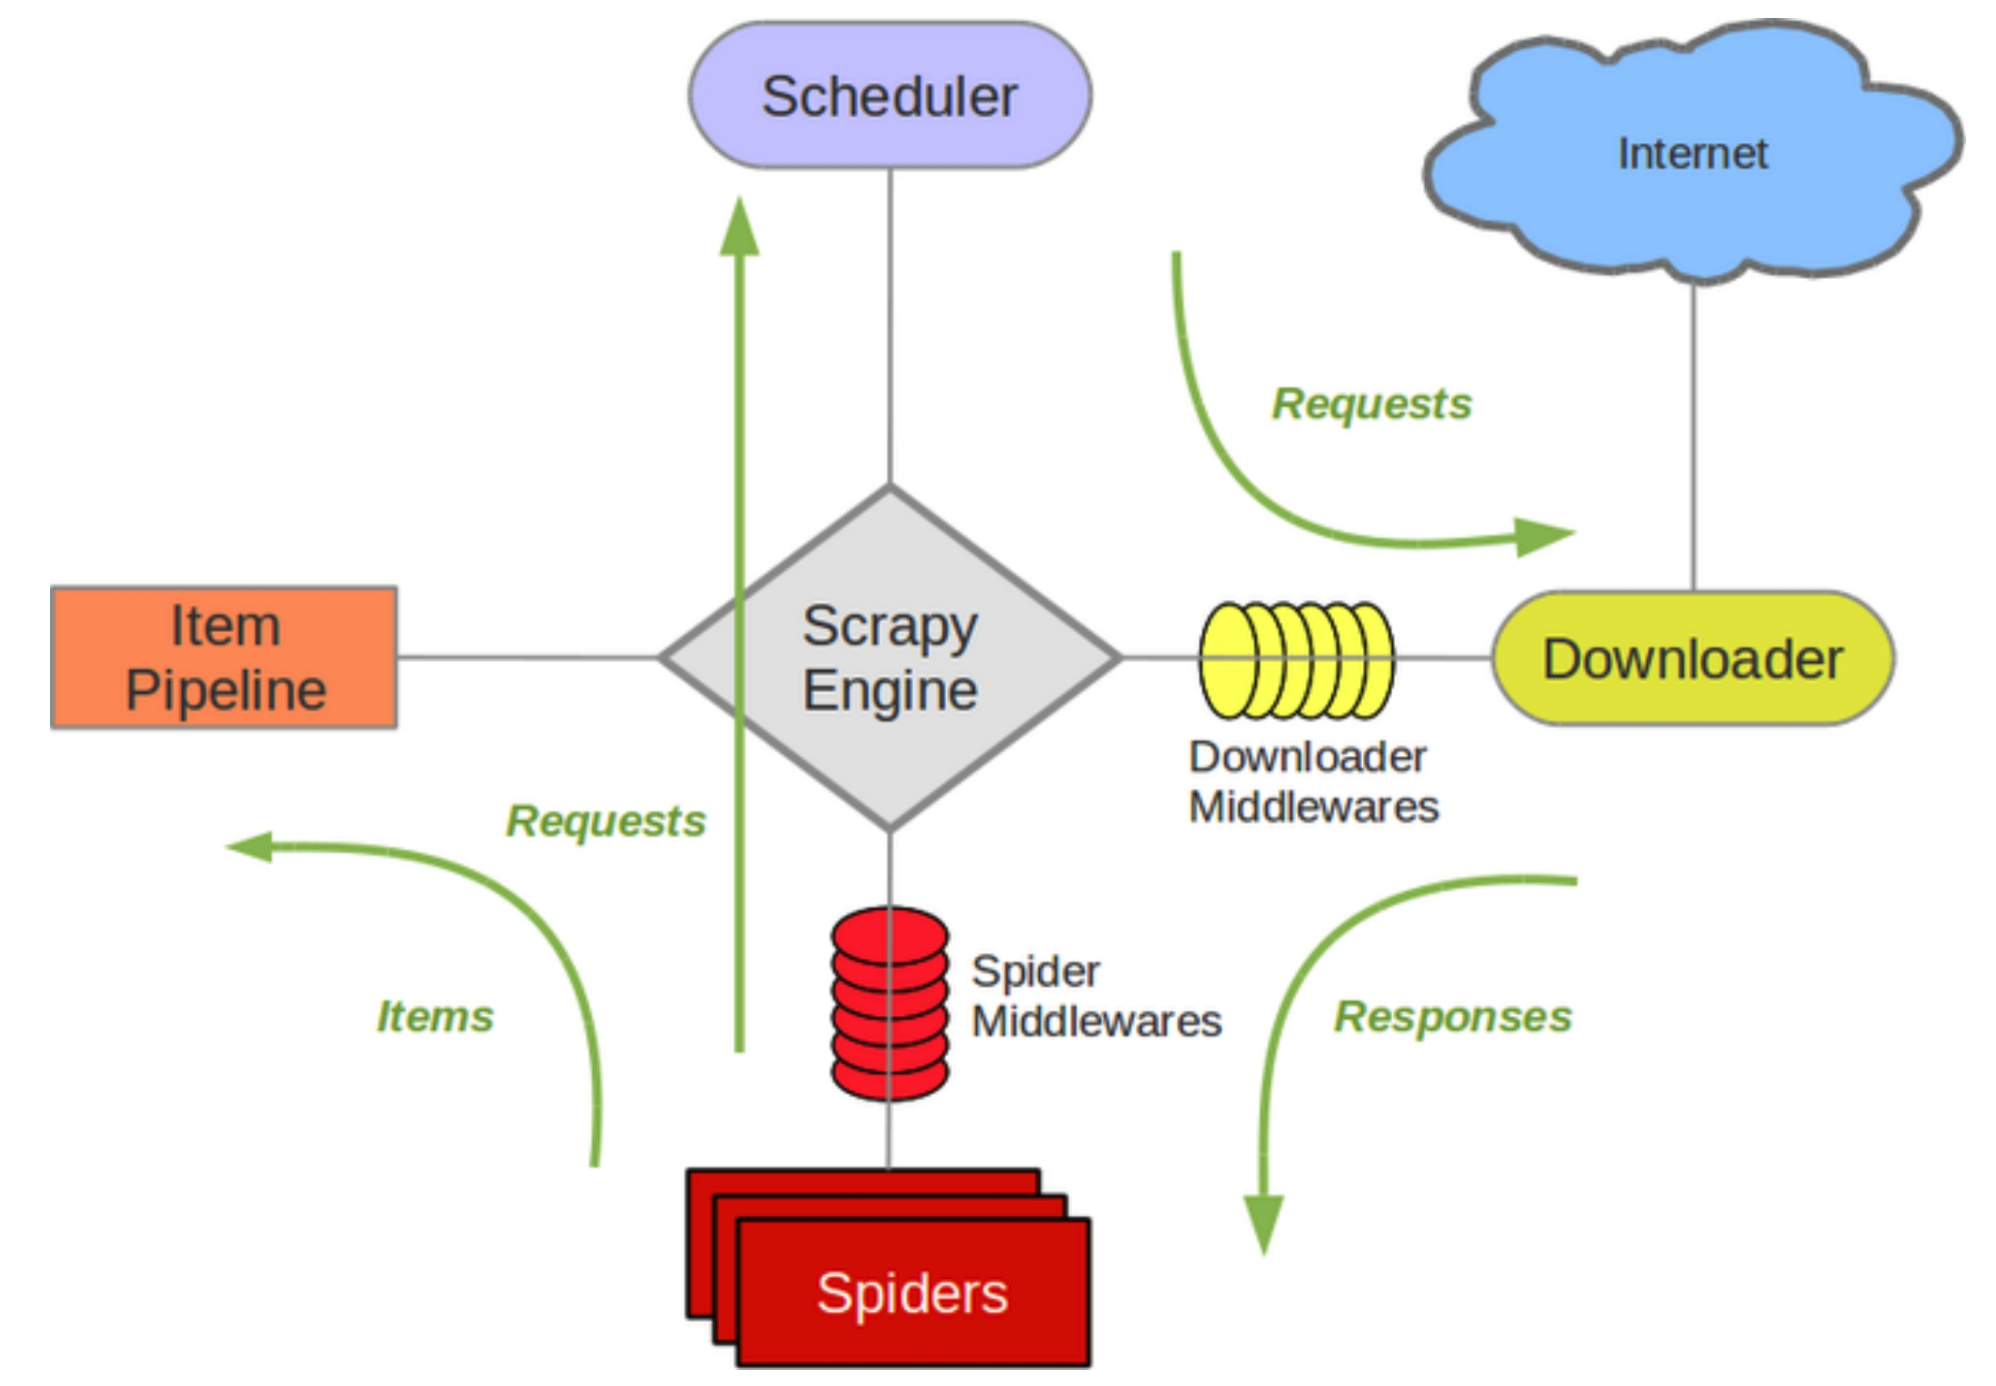 Scheduler
Internet
Requests
Item
Pipeline
Scrapy
Engine
Downloader
Downloader
Middlewares
Requests
Items
Spider
Middlewares
Responses
Spiders